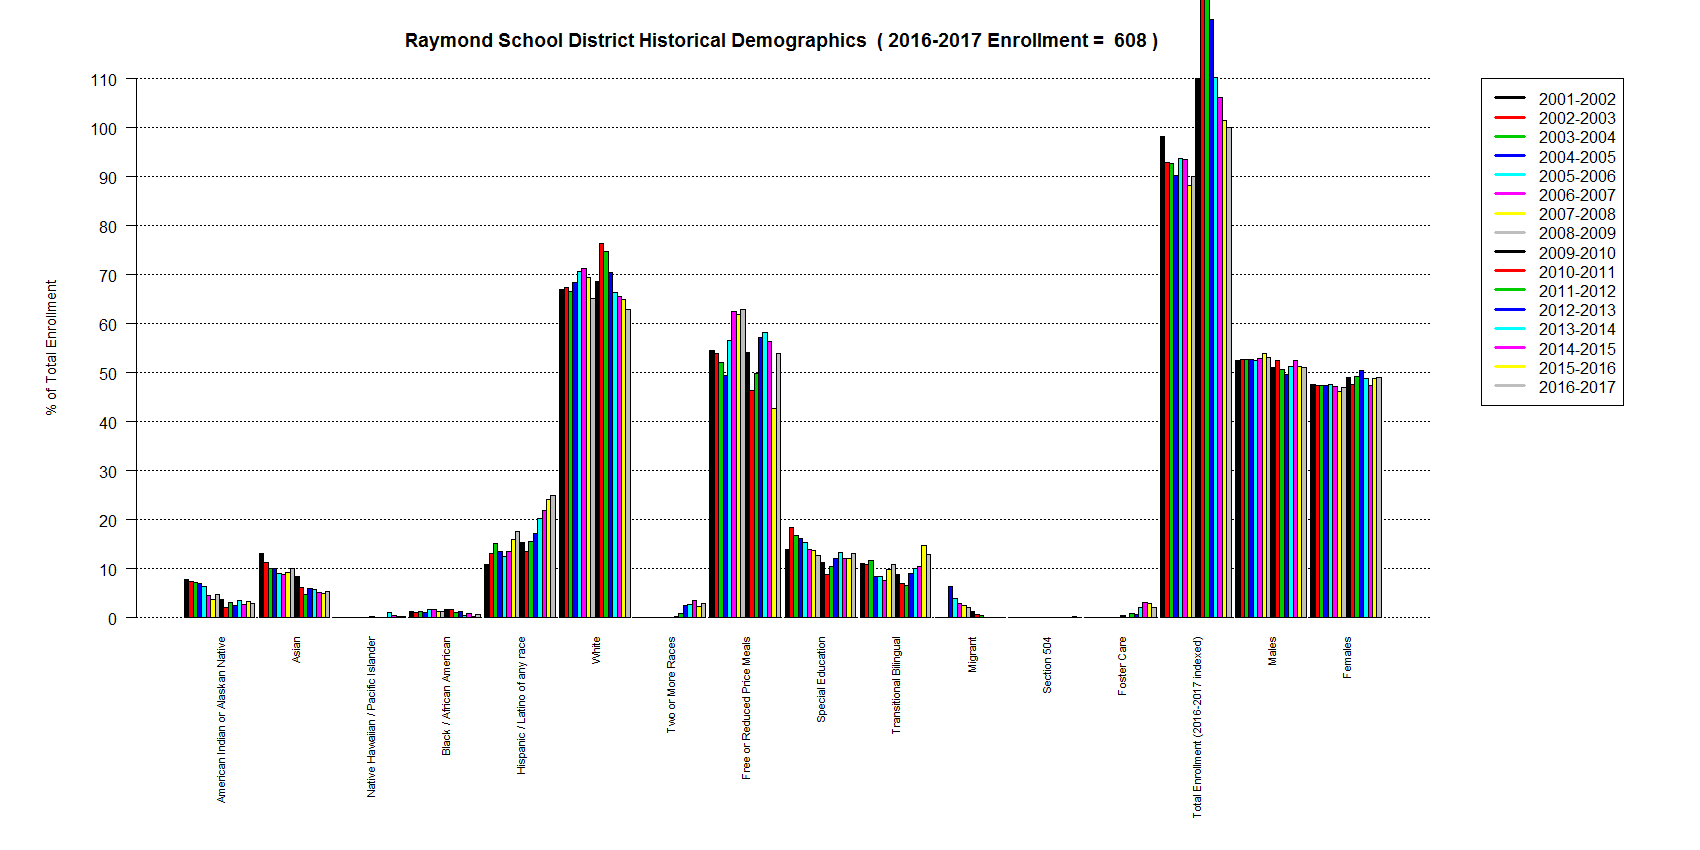 Raymond School District Historical Demographics ( 2016-2017 Enrollment = 608 )
% of Total Enrollment
110
100
90
80
70
60
50
40
30
20
10
0
American Indian or Alaskan Native
Asian
Native Hawaiian / Pacific Islander
Black / African American
Hispanic / Latino of any race
White
Two or More Races
Free or Reduced Price Meals
Special Education
Transitional Bilingual
Migrant
Section 504
Foster Care
Total Enrollment (2016-2017 indexed)
Males
Females
2001-2002
2002-2003
2003-2004
2004-2005
2005-2006
2006-2007
2007-2008
2008-2009
2009-2010
2010-2011
2011-2012
2012-2013
2013-2014
2014-2015
2015-2016
2016-2017